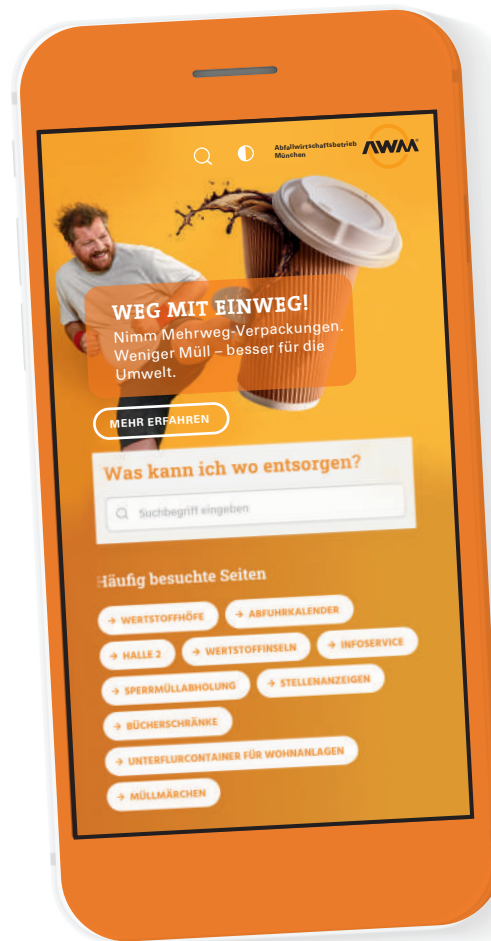 Abfallwirtschaftsbetrieb
München
AWM
WEG MIT EINWEG!
Nimm Mehrweg-Verpackungen.
Weniger Müll – besser für die
Umwelt.
MEHR ERFAHREN
Was kann ich wo entsorgen?
Suchbegriff eingeben
Häufig besuchte Seiten
→ WERTSTOFFHÖFE → ABFUHRKALENDER
→ HALLE 2 → WERTSTOFFINSELN → INFOSERVICE
→ SPERRMÜLLABHOLUNG → STELLENANZEIGEN
→ BÜCHERSCHRÄNKE
→ UNTERFLURCONTAINER FÜR WOHNANLAGEN
→ MÜLLMÄRCHEN